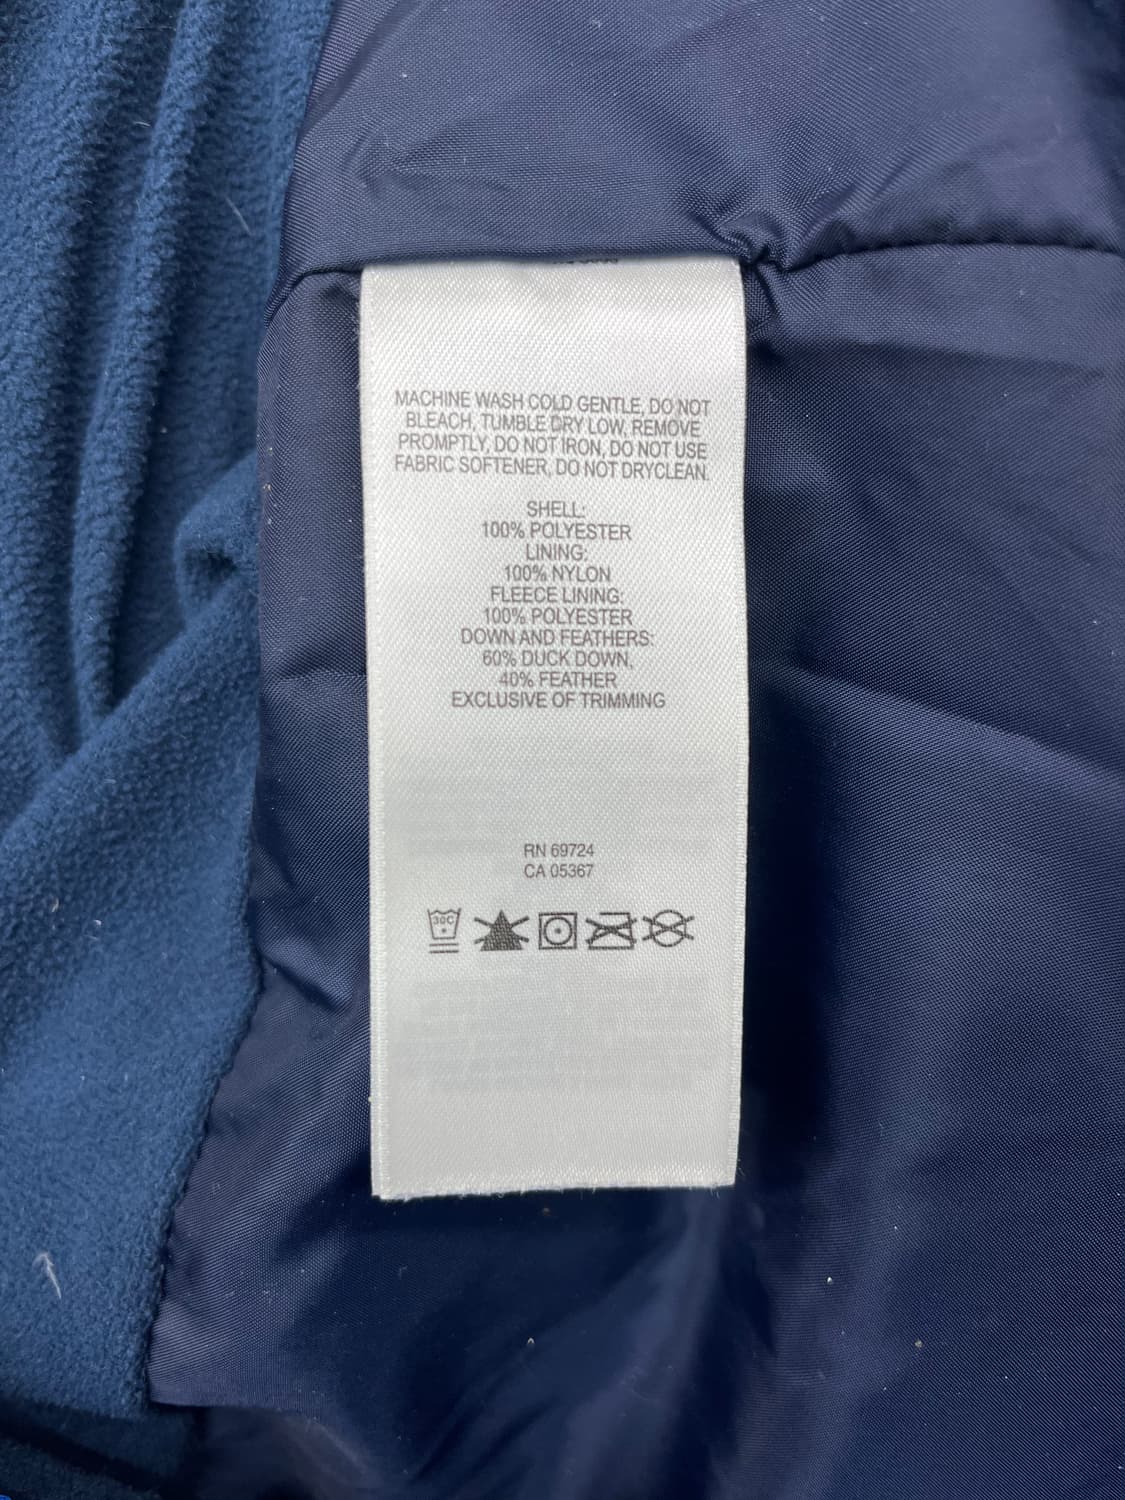 MACHINE WASH COLD GENTLE, DO NOT
BLEACH, TUMBLE DRY LOW, REMOVE
PROMPTLY, DO NOT IRON, DO NOT USE
FABRIC SOFTENER, DO NOT DRYCLEAN.
SHELL:
100% POLYESTER
LINING:
100% NYLON
FLEECE LINING:
100% POLYESTER
DOWN AND FEATHERS:
60% DUCK DOWN,
40% FEATHER
EXCLUSIVE OF TRIMMING
RN 69724
CA 05367
30C